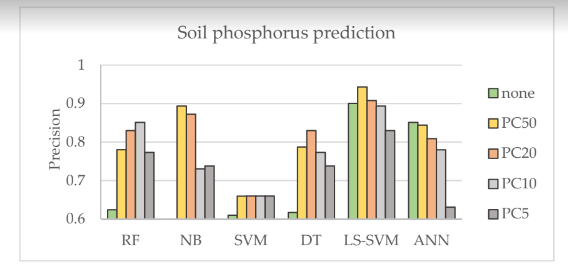 Soil phosphorus prediction
1
0.9
0.8
0.7
0.6
Precision
RF NB SVM DT LS-SVM ANN
none
PC50
PC20
PC10
PC5